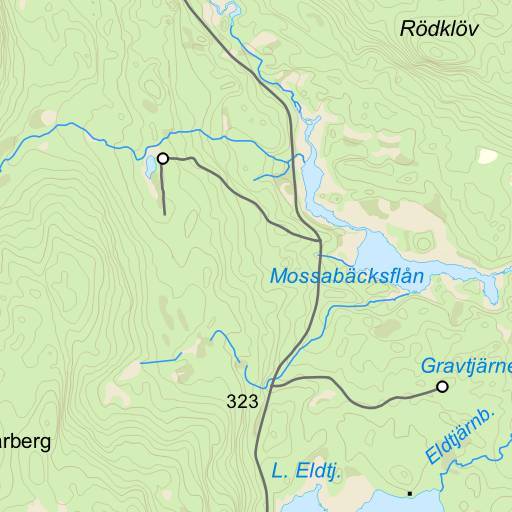 Rödklöv
Mossabäcksflån
Gravtjärne
323
Eldtjärnb.
arberg
L. Eldtj.